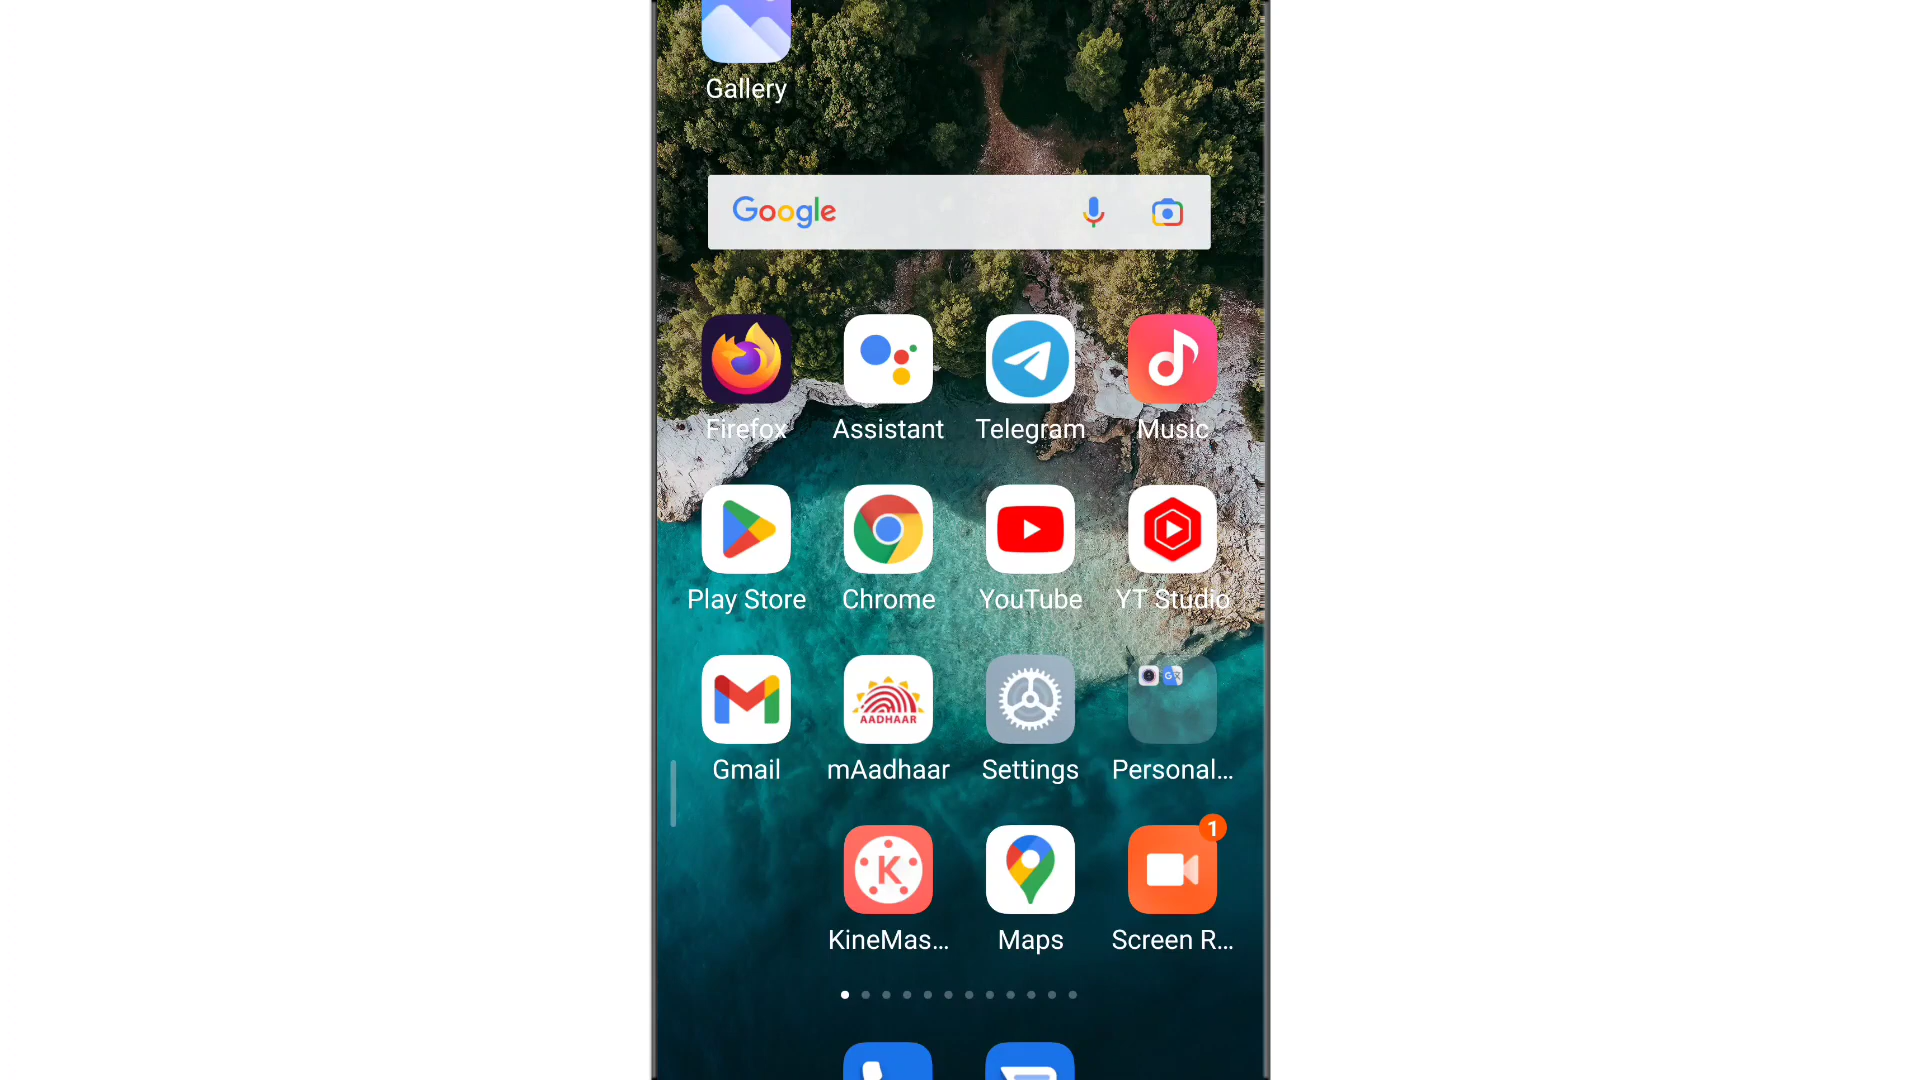 Gallery
Google
Firefox Assistant Telegram Music
Play Store Chrome YouTube YT Studio
AADHAAR
Gmail mAadhaar Settings Personal...
1
K
KineMas... Maps Screen R...